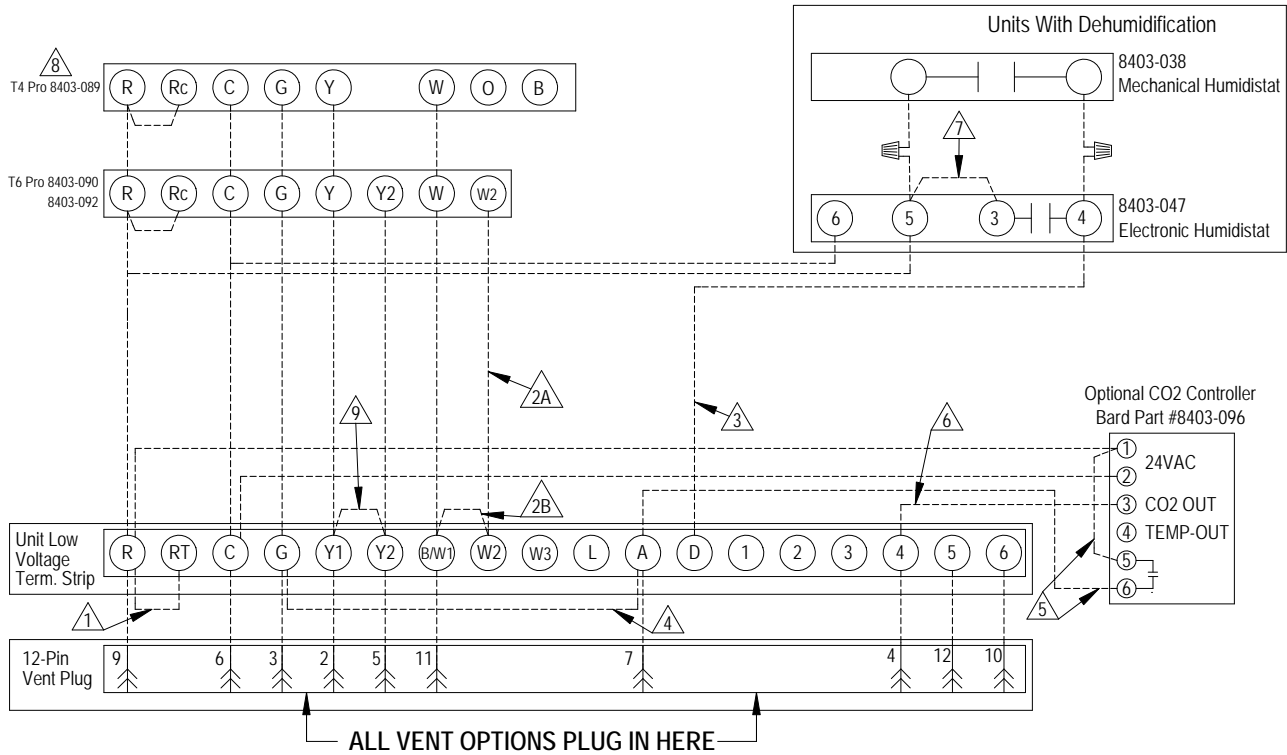 Units With Dehumidification
8403-038
Mechanical Humidistat
8
T4 Pro 8403-089
R Rc C G Y W O B
7
T6 Pro 8403-090
8403-092
R Rc C G Y Y2 W W2
6 5 3 4
8403-047
Electronic Humidistat
2A
9
3
6
Optional CO2 Controller
Bard Part #8403-096
1
24VAC
2
3 CO2 OUT
4 TEMP-OUT
5
6
2B
5
Unit Low
Voltage
Term. Strip
R RT C G Y1 Y2 B/W1 W2 W3 L A D 1 2 3 4 5 6
1
4
12-Pin
Vent Plug
9 6 3 2 5 11 7 4 12 10
ALL VENT OPTIONS PLUG IN HERE